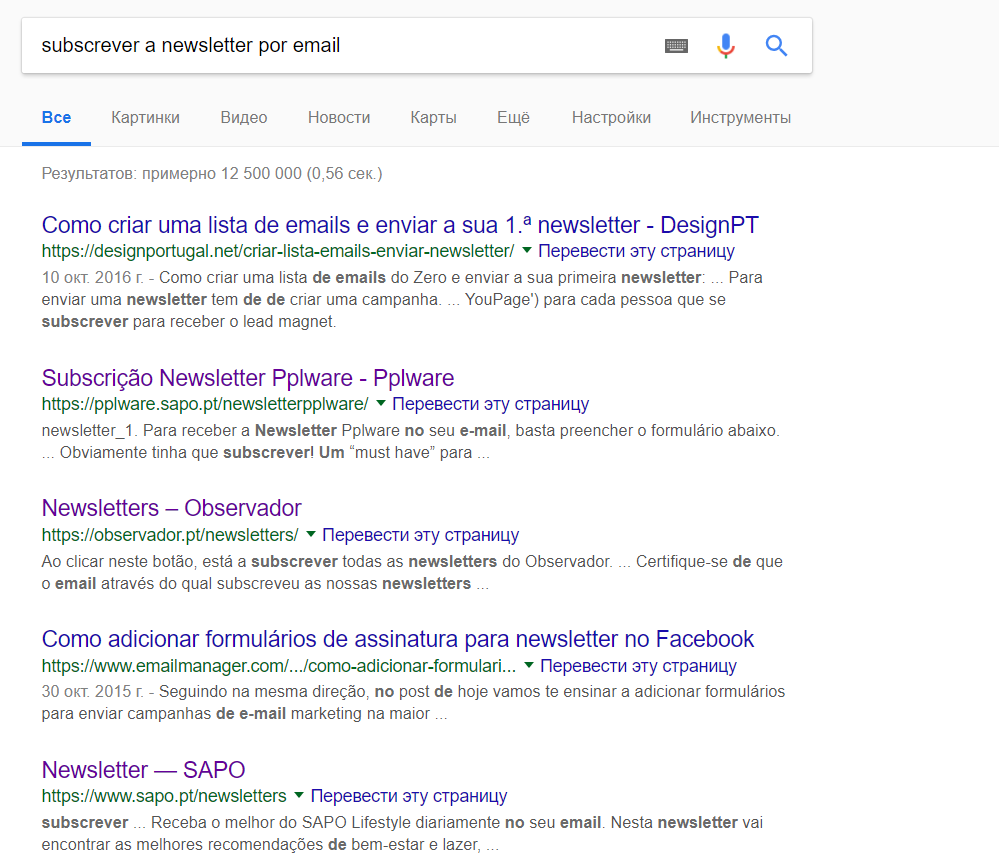 subscrever a newsletter por email
Все Картинки Видео Новости Карты Ещё Настройки Инструменты
Результатов: примерно 12 500 000 (0,56 сек.)
Como criar uma lista de emails e enviar a sua 1.ª newsletter - DesignPT
https://designportugal.net/criar-lista-emails-enviar-newsletter/ Перевести эту страницу
10 окт. 2016 г. - Como criar uma lista de emails do Zero e enviar a sua primeira newsletter: ... Para
enviar uma newsletter tem de de criar uma campanha. ... YouPage') para cada pessoa que se
subscrever para receber o lead magnet.
Subscrição Newsletter Pplware - Pplware
https://pplware.sapo.pt/newsletterpplware/ Перевести эту страницу
newsletter_1. Para receber a Newsletter Pplware no seu e-mail, basta preencher o formulário abaixo.
... Obviamente tinha que subscrever! Um “must have” para ...
Newsletters – Observador
https://observador.pt/newsletters/ Перевести эту страницу
Ao clicar neste botão, está a subscrever todas as newsletters do Observador. ... Certifique-se de que
o email através do qual subscreveu as nossas newsletters ...
Como adicionar formulários de assinatura para newsletter no Facebook
https://www.emailmanager.com/.../como-adicionar-formulari... Перевести эту страницу
30 окт. 2015 г. - Seguindo na mesma direção, no post de hoje vamos te ensinar a adicionar formulários
para enviar campanhas de e-mail marketing na maior ...
Newsletter — SAPO
https://www.sapo.pt/newsletters Перевести эту страницу
subscrever ... Receba o melhor do SAPO Lifestyle diariamente no seu email. Nesta newsletter vai
encontrar as melhores recomendações de bem-estar e lazer, ...